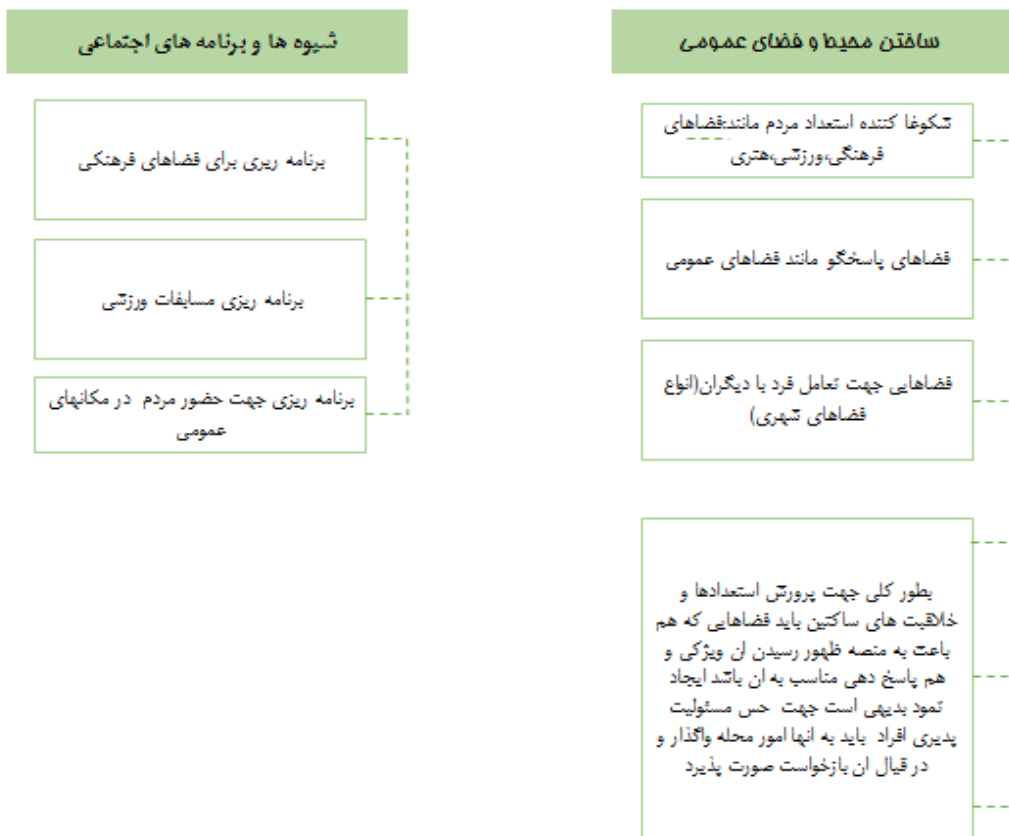 ساختن محیط و فضای عمومی
شکوفا کننده استعداد مردم مانند:فضاهای
فرهنگی،ورزشی،هنری
فضاهای پاسخگو مانند فضاهای عمومی
فضاهایی جهت تعامل فرد با دیگران(انواع
فضاهای شهری)
بطور کلی جهت پرورش استعدادها و
خلاقیت های ساکنین باید فضاهایی که هم
باعث به منصه ظهور رسیدن ان ویژگی و
هم پاسخ دهی مناسب به ان باشد ایجاد
نمود بدیهی است جهت حس مسئولیت
پذیری افراد باید به انها امور محله واگذار و
در قبال ان بازخواست صورت پذیرد
شیوه ها و برنامه های اجتماعی
برنامه ریزی برای فضاهای فرهنگی
برنامه ریزی مسابقات ورزشی
برنامه ریزی جهت حضور مردم در مکانهای
عمومی